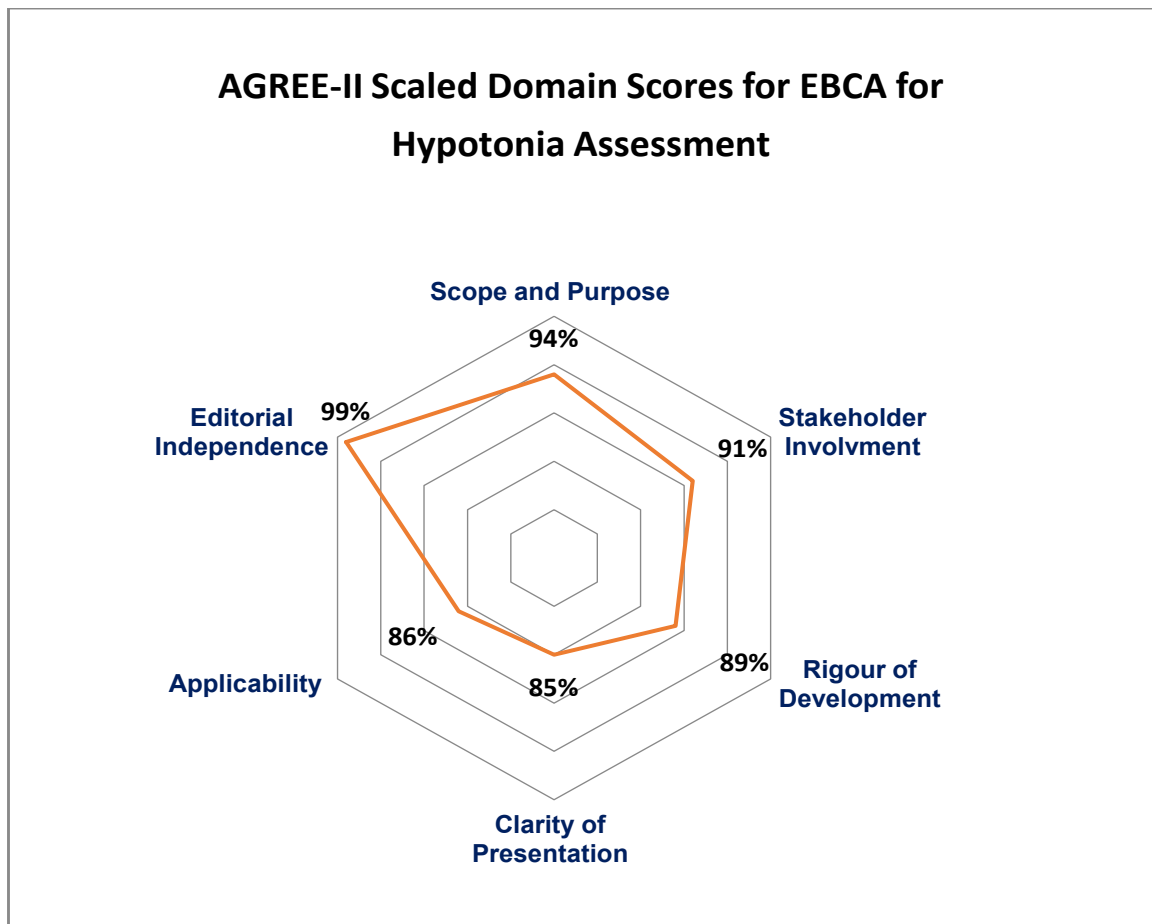 AGREE-II Scaled Domain Scores for EBCA for
Hypotonia Assessment
Scope and Purpose
94%
99%
Editorial
Independence
Stakeholder
Involvment
91%
Applicability
86%
85%
89%
Rigour of
Development
Clarity of
Presentation